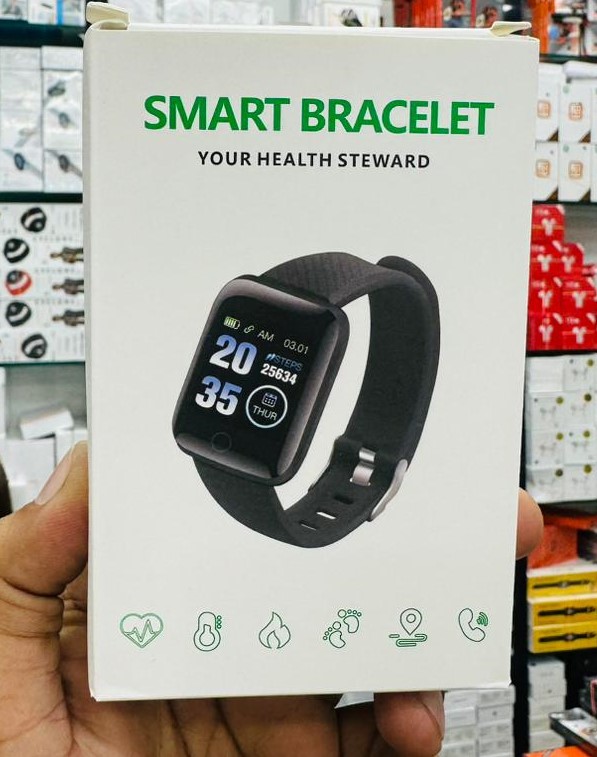 SMART BRACELET
YOUR HEALTH STEWARD
AM 03.01
20
STEPS
25634
35
THUR